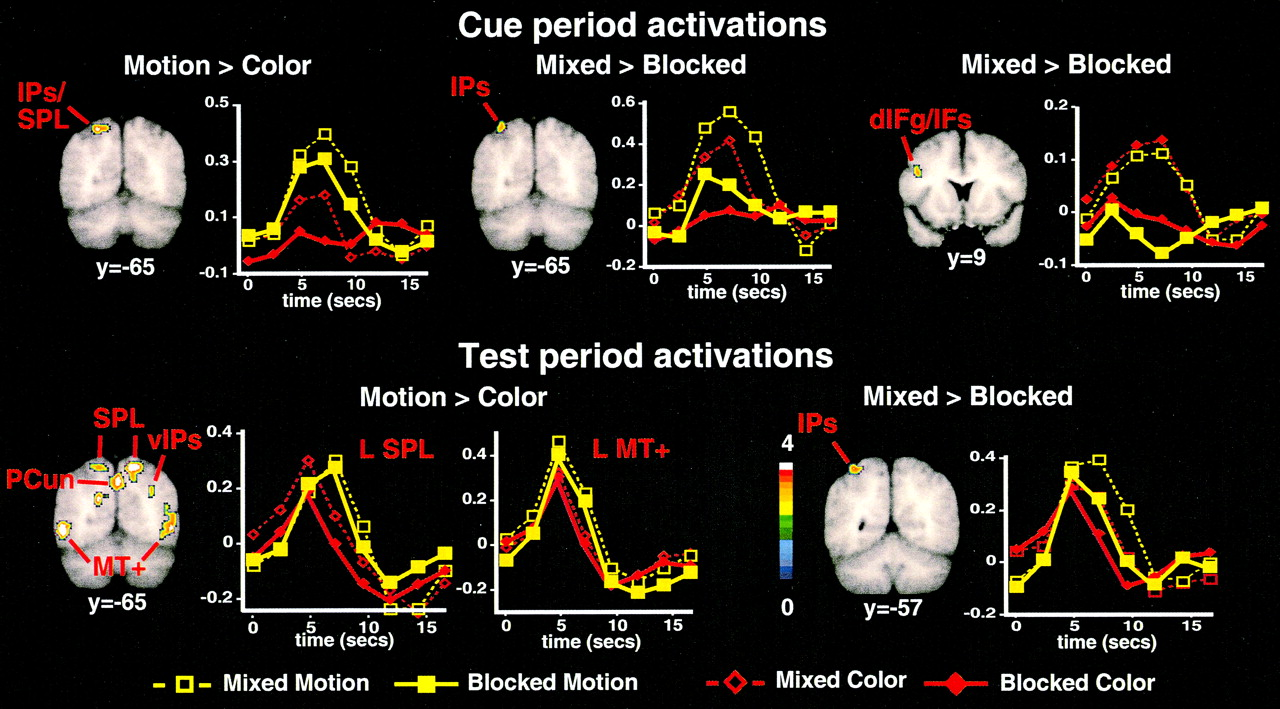 Cue period activations
Motion > Color
Mixed > Blocked
Mixed > Blocked
IPs/
SPL
y=-65
0.5
0.3
0.1
-0.1
0 5 10 15
time (secs)
IPs
y=-65
0.6
0.4
0.2
0
-0.2
0 5 10 15
time (secs)
dIFg/IFs
y=9
0.2
0.1
0
-0.1
0 5 10 15
time (secs)
Test period activations
Motion > Color
Mixed > Blocked
SPL
vIPs
PCun
MT+
y=-65
0.4
0.2
0
-0.2
L SPL
0 5 10 15
time (secs)
0.4
0.2
0
-0.2
L MT+
0 5 10 15
time (secs)
4
0
IPs
y=-57
0.4
0.2
0
-0.2
0 5 10 15
time (secs)
Mixed Motion Blocked Motion Mixed Color Blocked Color